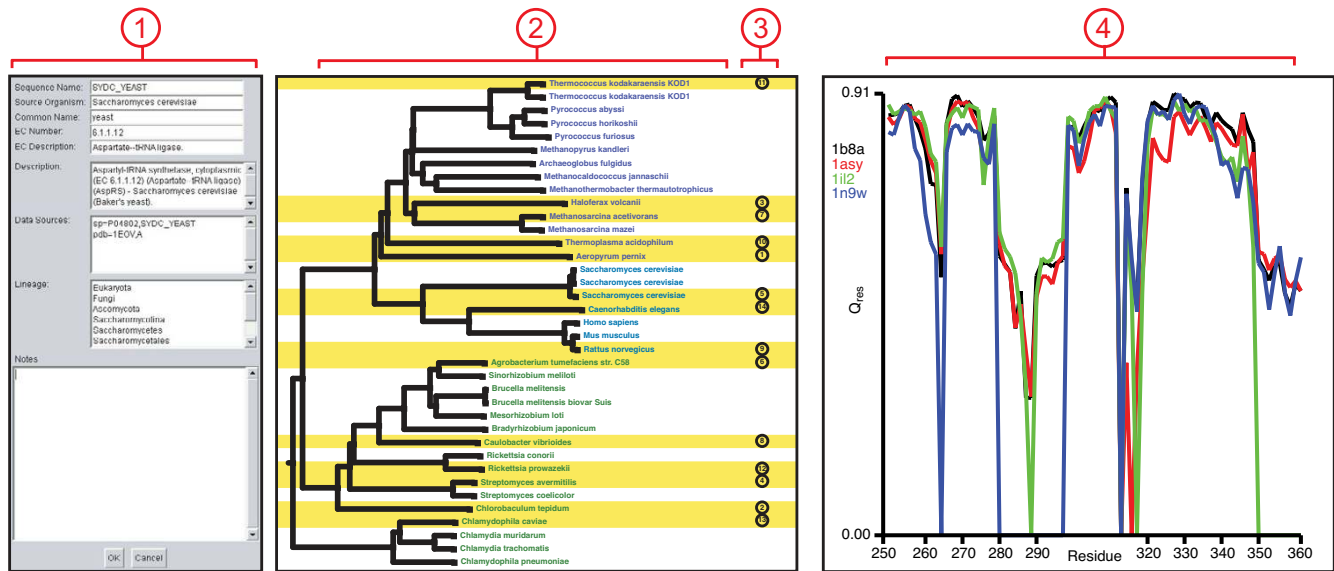 1
2
3
4
Sequence Name: SYDC_YEAST
Source Organism: Saccharomyces cerevisiae
Common Name: yeast
EC Number: 6.1.1.12
EC Description: Aspartate--tRNA ligase.
Description: Aspartyl-tRNA synthetase, cytoplasmic
(EC 6.1.1.12) (Aspartate--tRNA ligase)
(AspRS) - Saccharomyces cerevisiae
(Baker's yeast).
Data Sources: sp=P04802,SYDC_YEAST
pdb=1EOV,A
Lineage: Eukaryota
Fungi
Ascomycota
Saccharomycotina
Saccharomycetes
Saccharomycetales
Notes
OK Cancel
Thermococcus kodakaraensis KOD1 11
Thermococcus kodakaraensis KOD1
Pyrococcus abyssi
Pyrococcus horikoshii
Pyrococcus furiosus
Methanopyrus kandleri
Archaeoglobus fulgidus
Methanocaldococcus jannaschii
Methanothermobacter thermautotrophicus
Haloferax volcanii 3
Methanosarcina acetivorans 7
Methanosarcina mazei
Thermoplasma acidophilum 10
Aeropyrum pernix 1
Saccharomyces cerevisiae
Saccharomyces cerevisiae
Saccharomyces cerevisiae 5
Caenorhabditis elegans 14
Homo sapiens
Mus musculus
Rattus norvegicus 9
Agrobacterium tumefaciens str. C58 6
Sinorhizobium meliloti
Brucella melitensis
Brucella melitensis biovar Suis
Mesorhizobium loti
Bradyrhizobium japonicum
Caulobacter vibrioides 8
Rickettsia conorii
Rickettsia prowazekii 12
Streptomyces avermitilis 4
Streptomyces coelicolor
Chlorobaculum tepidum 2
Chlamydophila caviae 13
Chlamydia muridarum
Chlamydia trachomatis
Chlamydophila pneumoniae
0.91
1b8a
1asy
1il2
1n9w
Qres
0.00
250 260 270 280 290 Residue 320 330 340 350 360